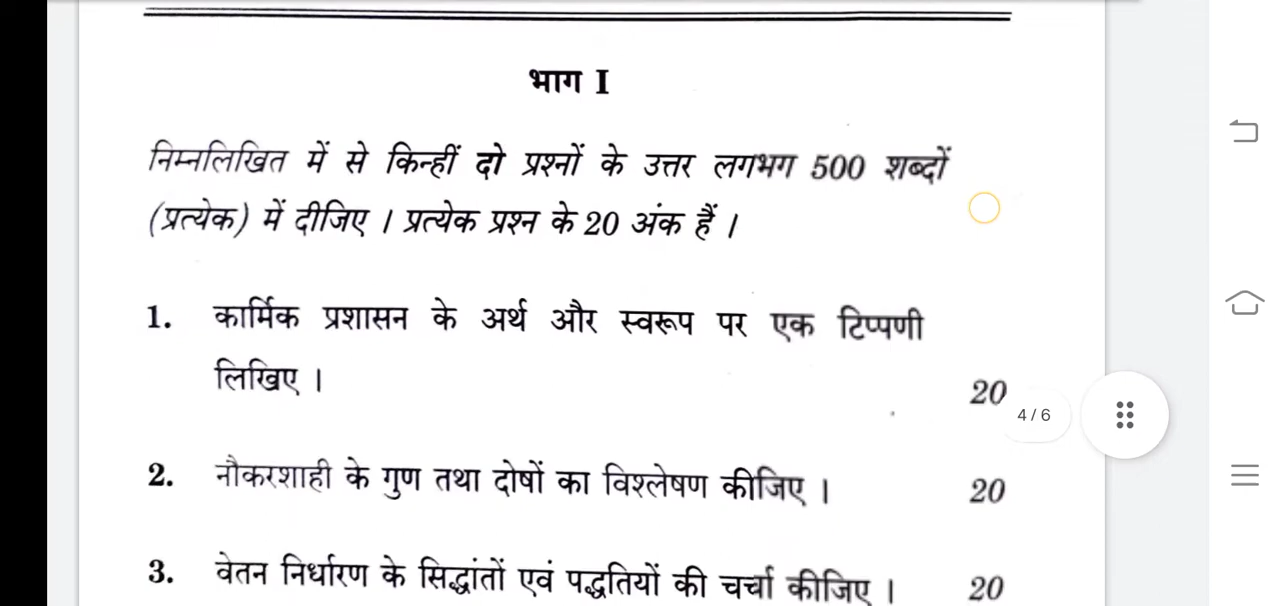 भाग I
निम्नलिखित में से किन्हीं दो प्रश्नों के उत्तर लगभग 500 शब्दों
(प्रत्येक) में दीजिए । प्रत्येक प्रश्न के 20 अंक हैं ।
1. कार्मिक प्रशासन के अर्थ और स्वरूप पर एक टिप्पणी
लिखिए । 20
4 / 6
2. नौकरशाही के गुण तथा दोषों का विश्लेषण कीजिए । 20
3. वेतन निर्धारण के सिद्धांतों एवं पद्धतियों की चर्चा कीजिए । 20